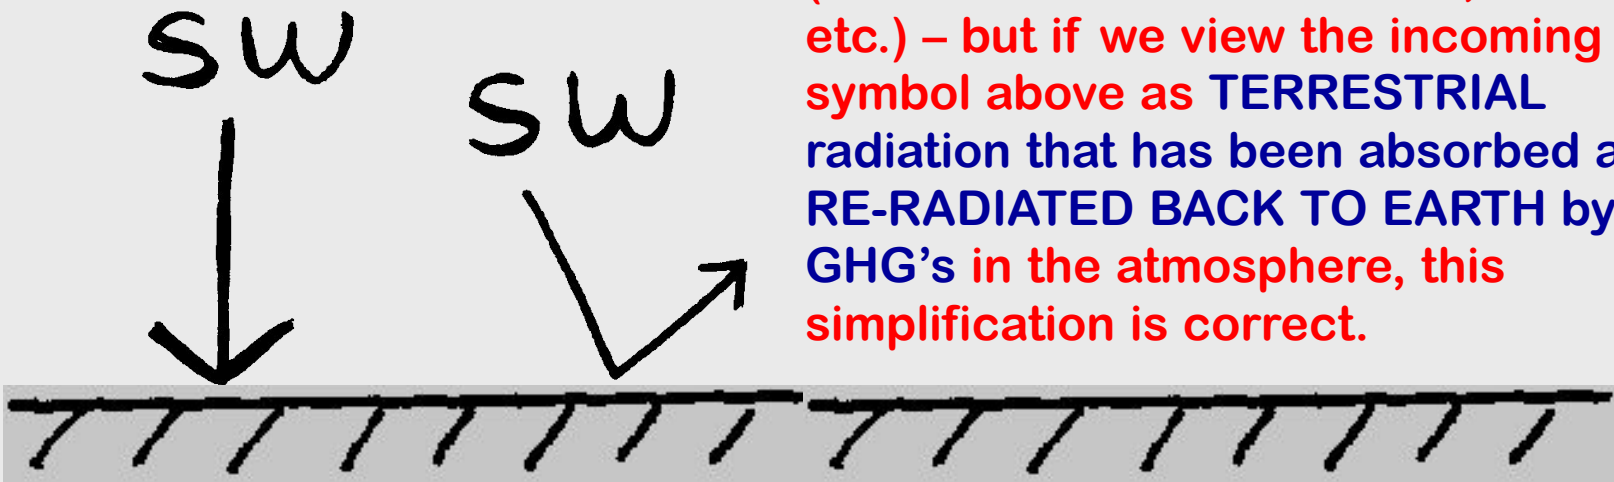 SW
SW
etc.) – but if we view the incoming
symbol above as TERRESTRIAL
radiation that has been absorbed
RE-RADIATED BACK TO EARTH by
GHG's in the atmosphere, this
simplification is correct.